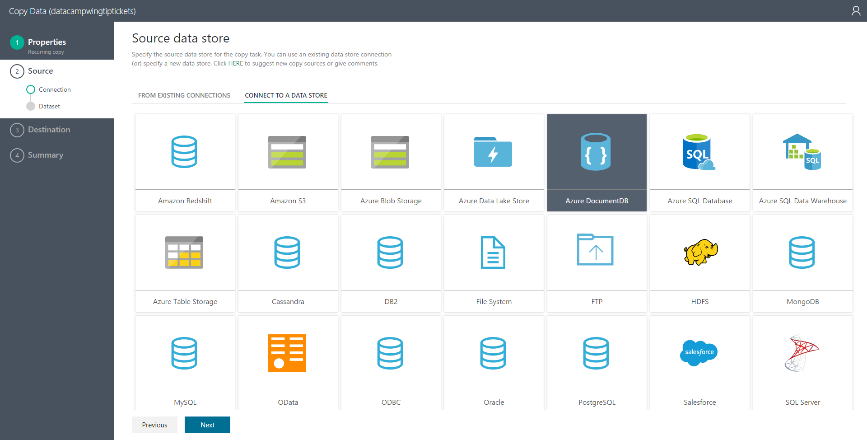 Copy Data (datacampwingtiptickets)
1 Properties
Recurring copy
2 Source
Connection
Dataset
3 Destination
4 Summary
Source data store
Specify the source data store for the copy task. You can use an existing data store connection
(or) specify a new data store. Click HERE to suggest new copy sources or give comments
FROM EXISTING CONNECTIONS CONNECT TO A DATA STORE
SQL
SQL
Amazon Redshift Amazon S3 Azure Blob Storage Azure Data Lake Store Azure DocumentDB Azure SQL Database Azure SQL Data Warehouse
Azure Table Storage Cassandra DB2 File System FTP HDFS MongoDB
salesforce
MySQL OData ODBC Oracle PostgreSQL Salesforce SQL Server
Previous Next